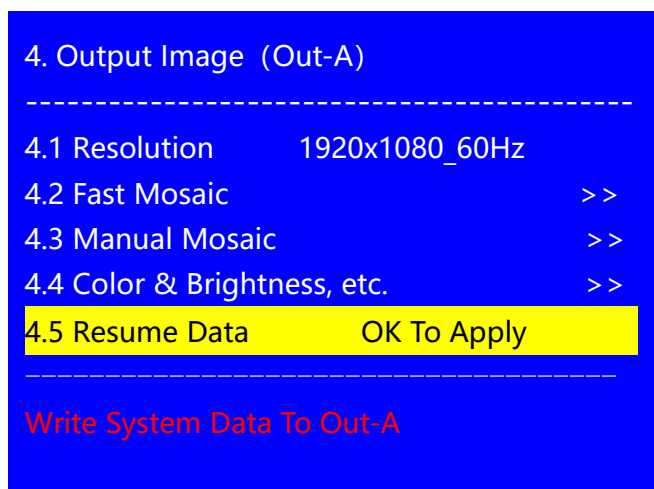 4. Output Image（Out-A）
--------------------------------------------
4.1 Resolution 1920x1080_60Hz
4.2 Fast Mosaic >>
4.3 Manual Mosaic >>
4.4 Color & Brightness, etc. >>
4.5 Resume Data OK To Apply
______________________________________
Write System Data To Out-A